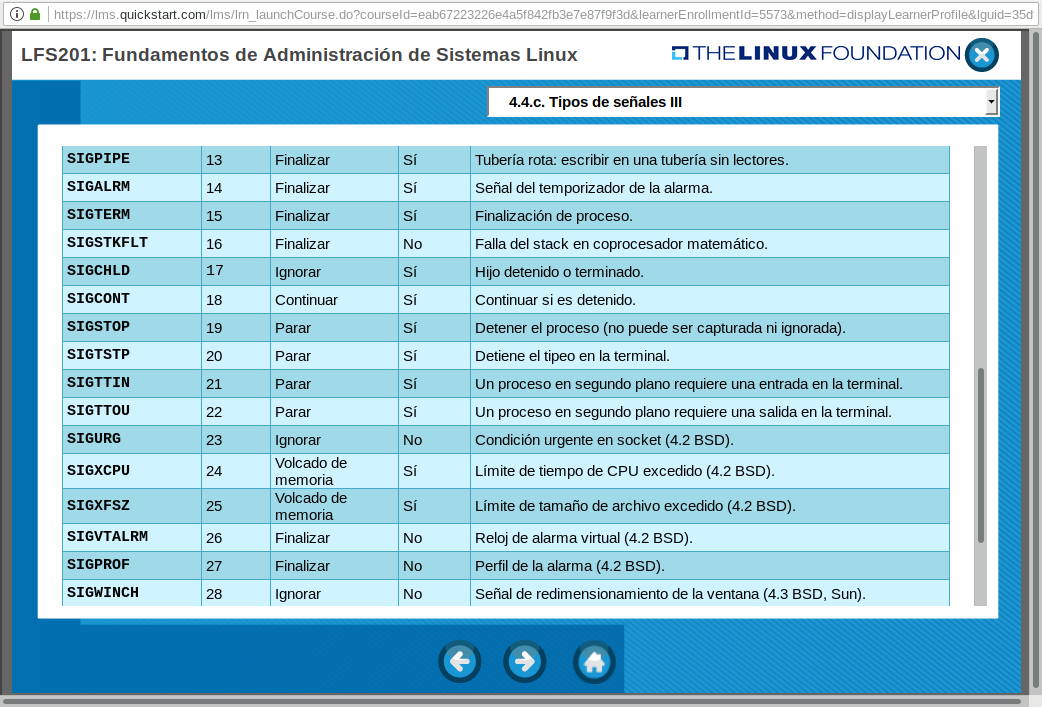 https://lms.quickstart.com/lms/lrn_launchCourse.do?courseId=eab67223226e4a5f842fb3e7e87f9f3d&learnerEnrollmentId=5573&method=displayLearnerProfile&lguid=35d
LFS201: Fundamentos de Administración de Sistemas Linux
THE LINUX FOUNDATION
4.4.c. Tipos de señales III
SIGPIPE 13 Finalizar Sí Tubería rota: escribir en una tubería sin lectores.
SIGALRM 14 Finalizar Sí Señal del temporizador de la alarma.
SIGTERM 15 Finalizar Sí Finalización de proceso.
SIGSTKFLT 16 Finalizar No Falla del stack en coprocesador matemático.
SIGCHLD 17 Ignorar Sí Hijo detenido o terminado.
SIGCONT 18 Continuar Sí Continuar si es detenido.
SIGSTOP 19 Parar Sí Detener el proceso (no puede ser capturada ni ignorada).
SIGTSTP 20 Parar Sí Detiene el tipeo en la terminal.
SIGTTIN 21 Parar Sí Un proceso en segundo plano requiere una entrada en la terminal.
SIGTTOU 22 Parar Sí Un proceso en segundo plano requiere una salida en la terminal.
SIGURG 23 Ignorar No Condición urgente en socket (4.2 BSD).
SIGXCPU 24 Volcado de memoria Sí Límite de tiempo de CPU excedido (4.2 BSD).
SIGXFSZ 25 Volcado de memoria Sí Límite de tamaño de archivo excedido (4.2 BSD).
SIGVTALRM 26 Finalizar No Reloj de alarma virtual (4.2 BSD).
SIGPROF 27 Finalizar No Perfil de la alarma (4.2 BSD).
SIGWINCH 28 Ignorar No Señal de redimensionamiento de la ventana (4.3 BSD, Sun).